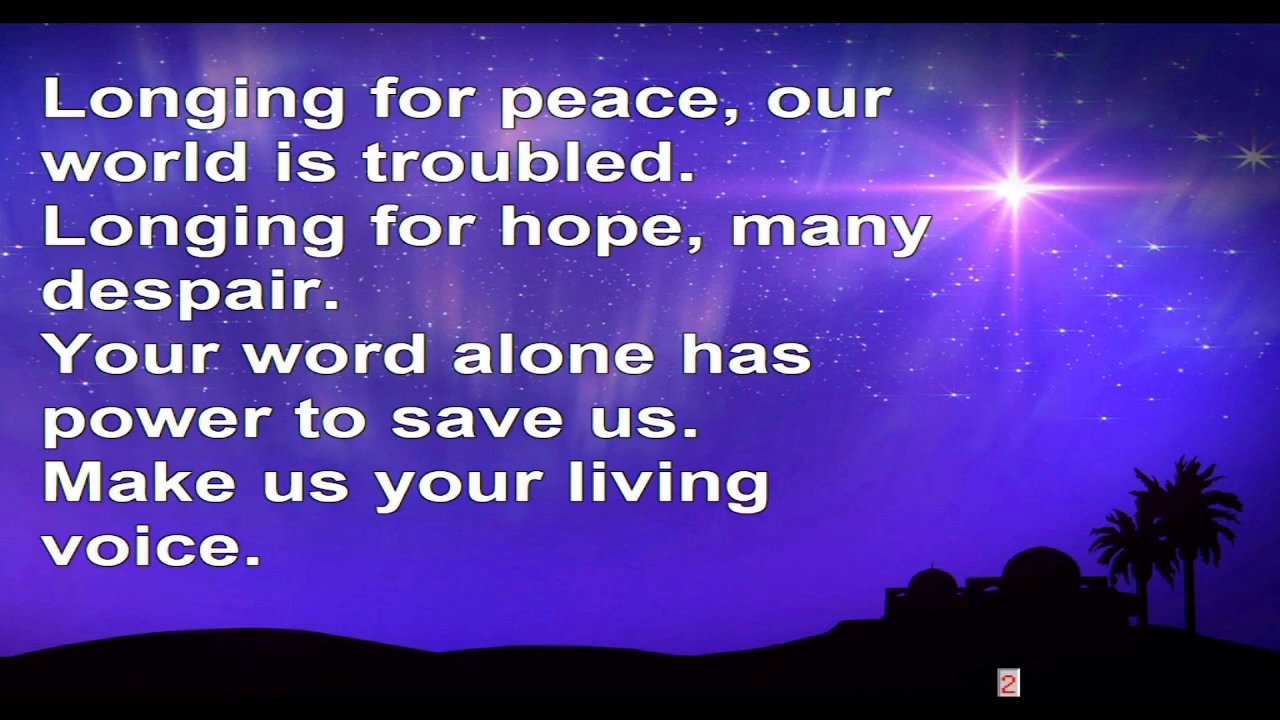 Longing for peace, our
world is troubled.
Longing for hope, many
despair.
Your word alone has
power to save us.
Make us your living
voice.
2